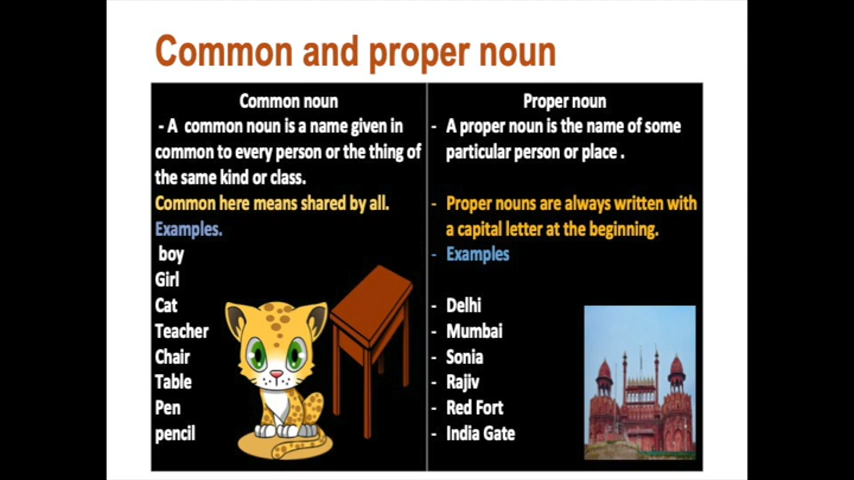 Common and proper noun
Common noun
- A common noun is a name given in
common to every person or the thing of
the same kind or class.
Common here means shared by all.
Examples.
boy
Girl
Cat
Teacher
Chair
Table
Pen
pencil
Proper noun
- A proper noun is the name of some
particular person or place .
- Proper nouns are always written with
a capital letter at the beginning.
- Examples
- Delhi
- Mumbai
- Sonia
- Rajiv
- Red Fort
- India Gate